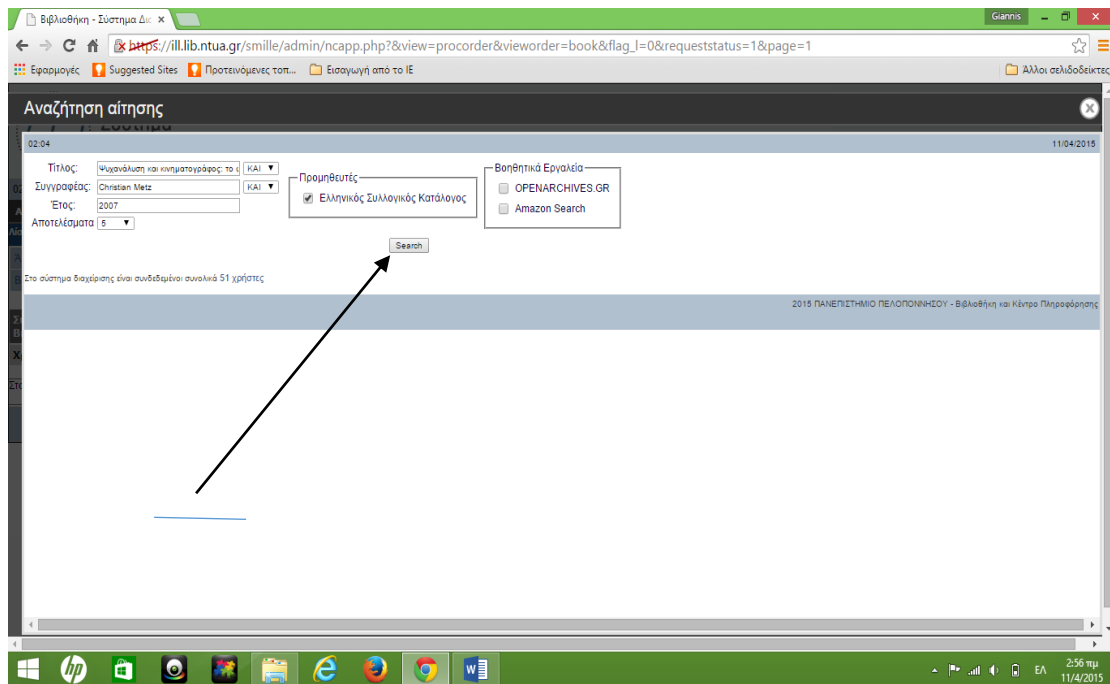 Βιβλιοθήκη - Σύστημα Δια
Giannis
https://ill.lib.ntua.gr/smille/admin/ncapp.php?&view=procorder&vieworder=book&flag_l=0&requeststatus=1&page=1
Εφαρμογές Suggested Sites Προτεινόμενες τοπ... Εισαγωγή από το IE Άλλοι σελιδοδείκτες
Αναζήτηση αίτησης
02:04 11/04/2015
Τίτλος: Ψυχανάλυση και κινηματογράφος: το ΚΑΙ
Συγγραφέας: Christian Metz ΚΑΙ
Έτος: 2007
Αποτελέσματα 5
Προμηθευτές
Ελληνικός Συλλογικός Κατάλογος
Βοηθητικά Εργαλεία
OPENARCHIVES.GR
Amazon Search
Search
Στο σύστημα διαχείρισης είναι συνδεδεμένοι συνολικά 51 χρήστες
2015 ΠΑΝΕΠΙΣΤΗΜΙΟ ΠΕΛΟΠΟΝΝΗΣΟΥ - Βιβλιοθήκη και Κέντρο Πληροφόρησης
hp
ΕΛ
2:56 πμ
11/4/2015